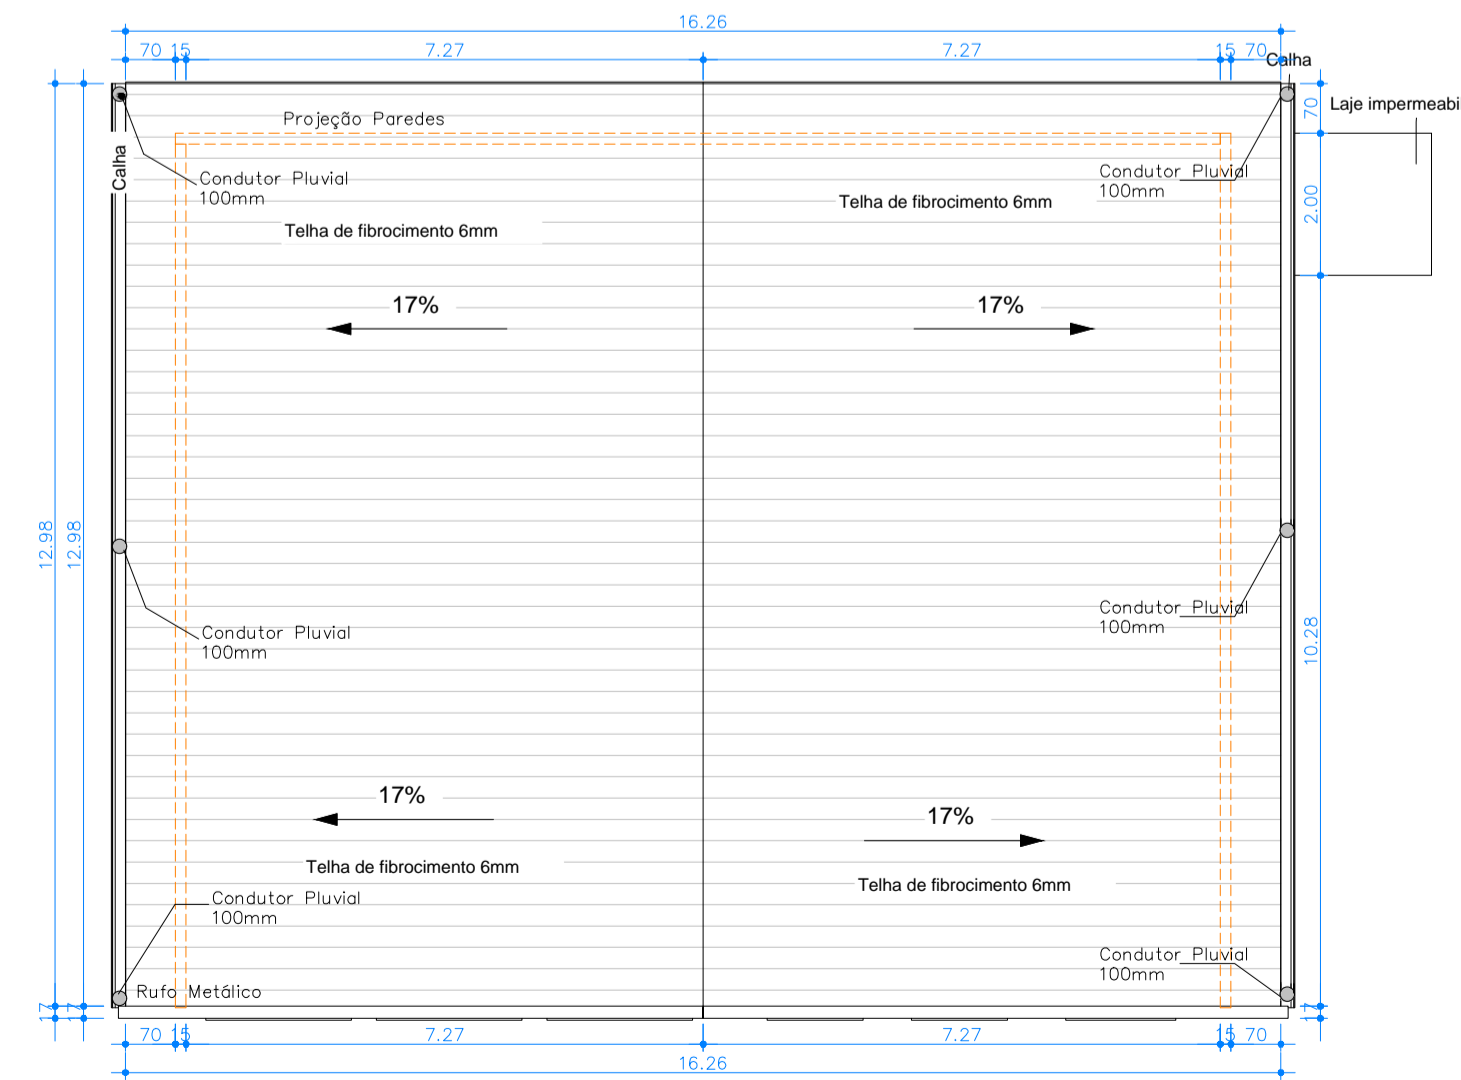 16.26
70 15 7.27 7.27 15 70
Calha
Laje impermeabi
70
Projeção Paredes
Calha
Condutor Pluvial
100mm
Condutor Pluvial
100mm
Telha de fibrocimento 6mm
Telha de fibrocimento 6mm
2.00
17%
17%
12.98
12.98
Condutor Pluvial
100mm
Condutor Pluvial
100mm
10.28
17%
17%
Telha de fibrocimento 6mm
Telha de fibrocimento 6mm
Condutor Pluvial
100mm
Condutor Pluvial
100mm
Rufo Metálico
17
17
17
70 15 7.27 7.27 15 70
16.26